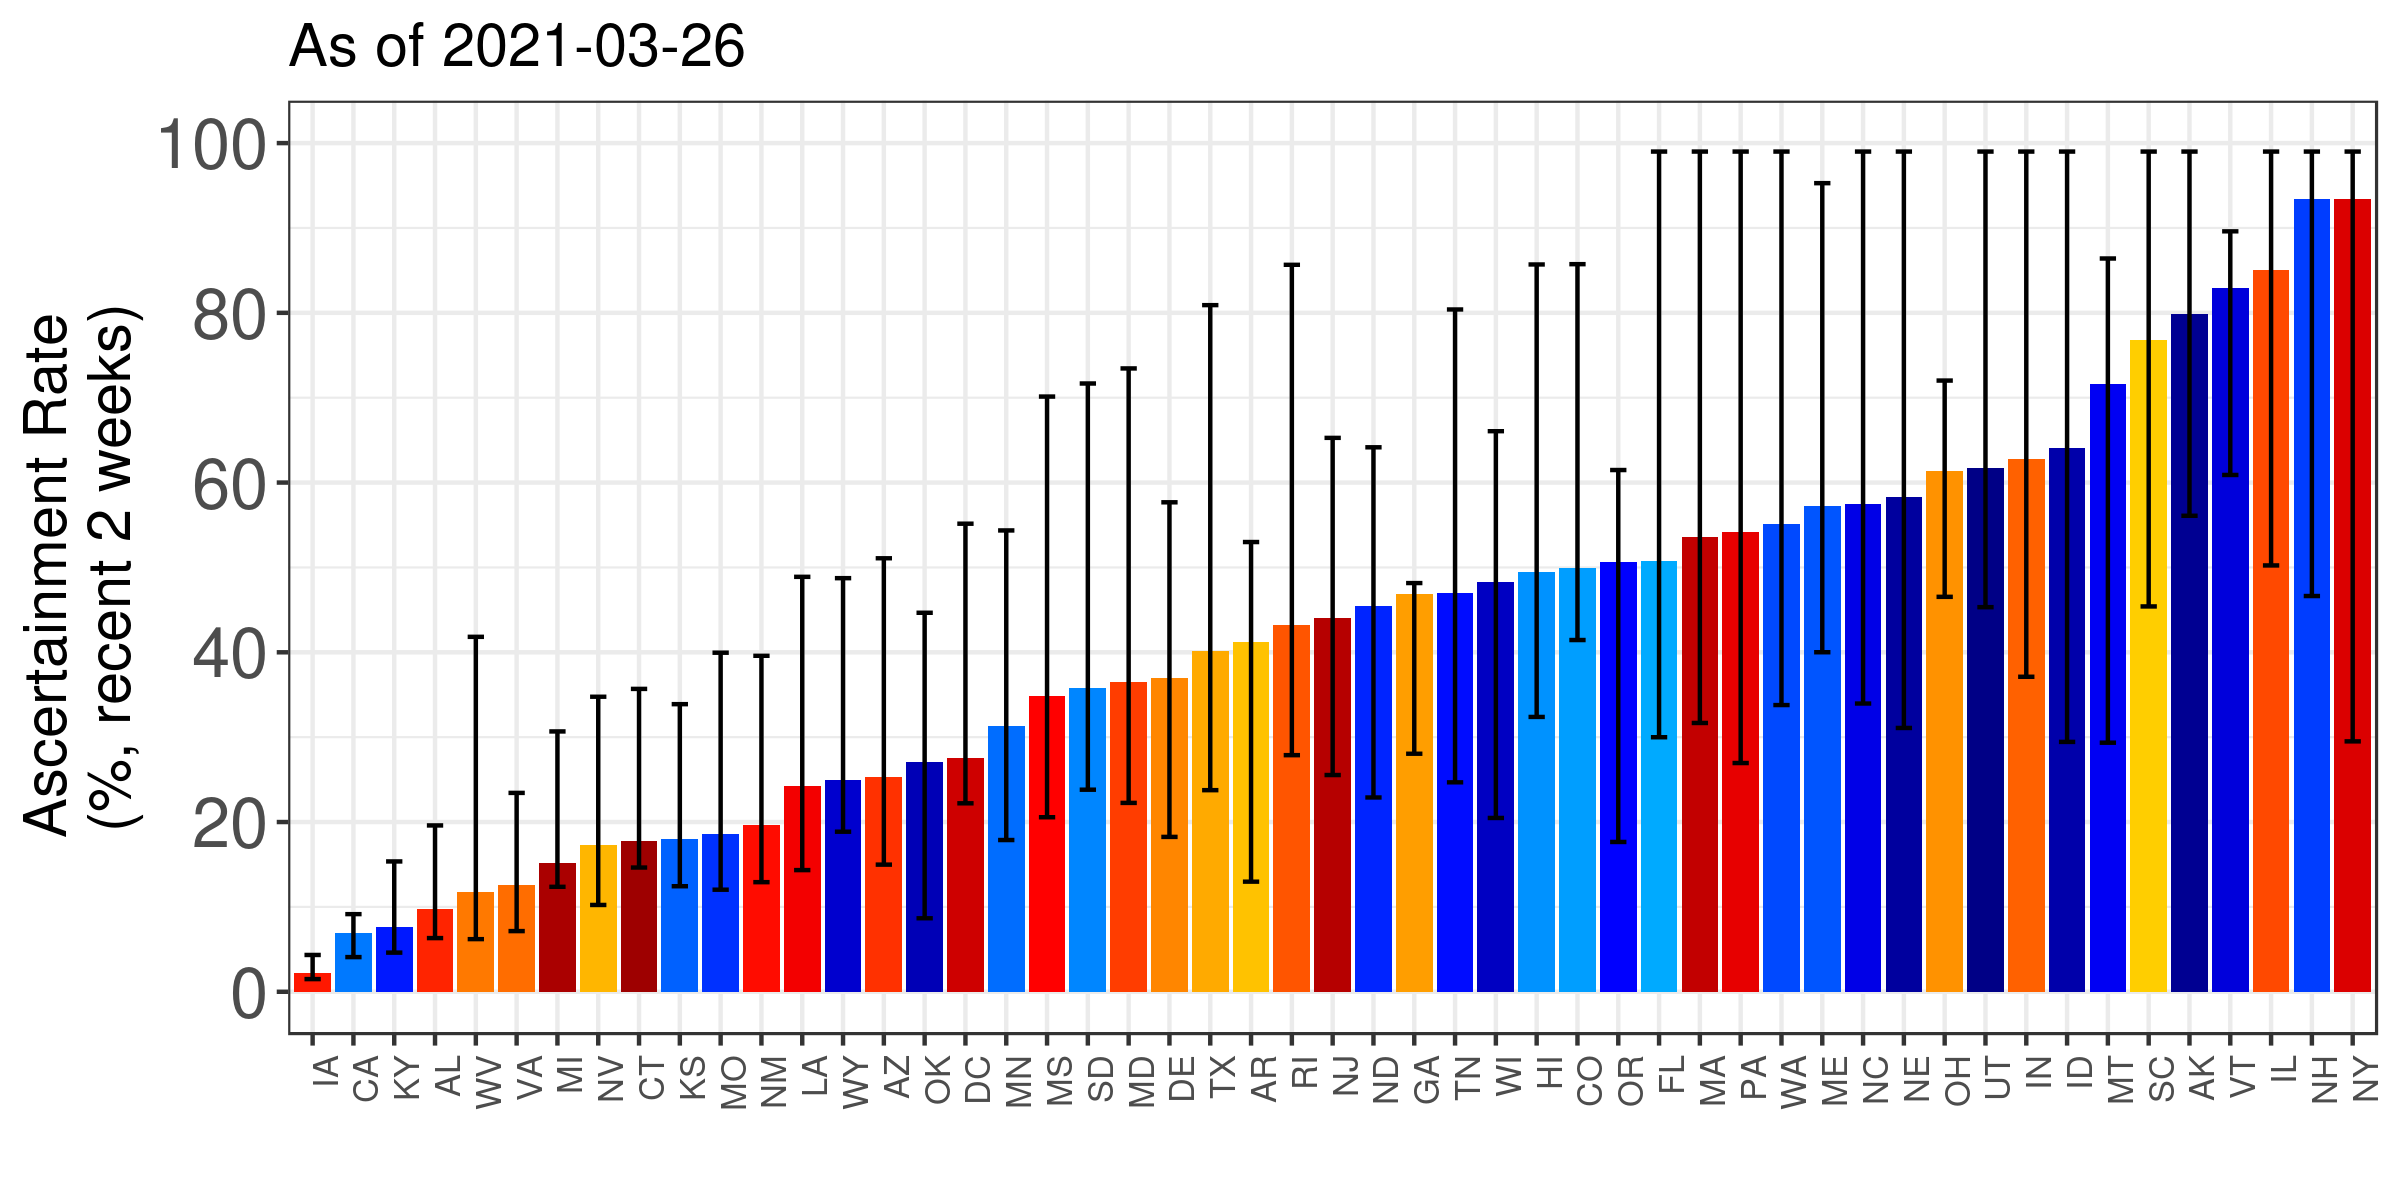 As of 2021-03-26
Ascertainment Rate
(%, recent 2 weeks)
100
80
60
40
20
0
IA CA KY AL WV VA MI NV CT KS MO NM LA WY AZ OK DC MN MS SD MD DE TX AR RI NJ ND GA TN WI HI CO OR FL MA PA WA ME NC NE OH UT IN ID MT SC AK VT IL NH NY